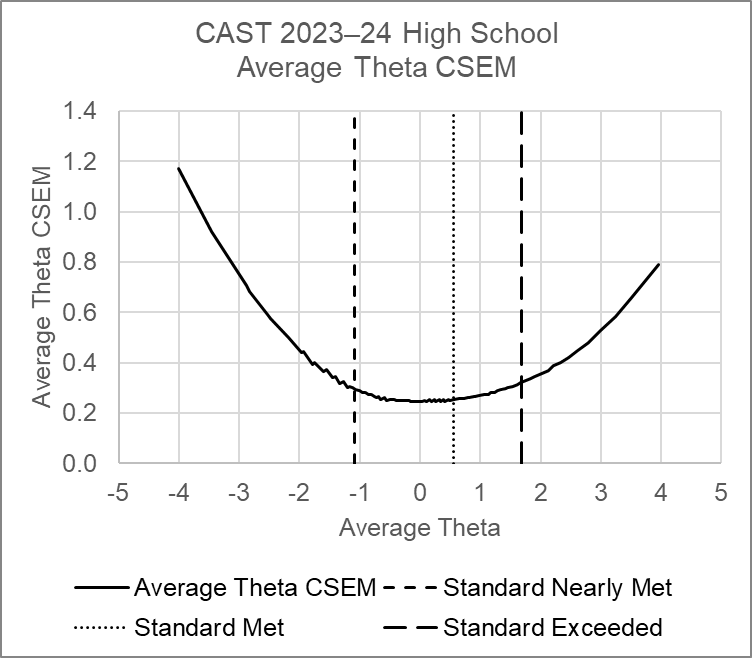 CAST 2023–24 High School
Average Theta CSEM
1.4
1.2
1.0
0.8
0.6
0.4
0.2
0.0
Average Theta CSEM
-5 -4 -3 -2 -1 0 1 2 3 4 5
Average Theta
Average Theta CSEM Standard Nearly Met
Standard Met Standard Exceeded